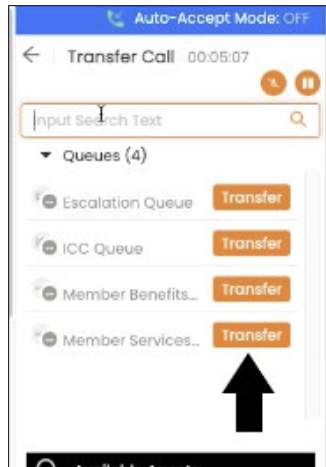 Auto-Accept Mode: OFF
Transfer Call 00:05:07
Input Search Text
Queues (4)
Escalation Queue Transfer
ICC Queue Transfer
Member Benefits... Transfer
Member Services... Transfer